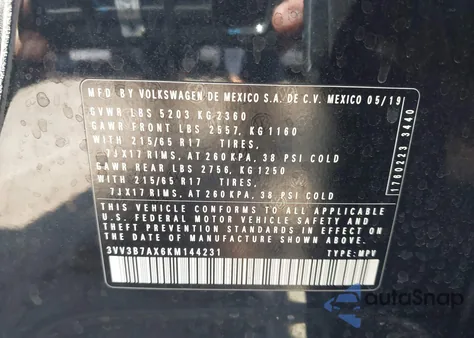 MFD BY VOLKSWAGEN DE MEXICO S.A. DE C.V. MEXICO 05/19
GVWR LBS 5203 KG 2360
GAWR FRONT LBS 2557, KG 1160
WITH 215/65 R17 TIRES,
7JX17 RIMS, AT 260 KPA, 38 PSI COLD
GAWR REAR LBS 2756, KG 1250
WITH 215/65 R17 TIRES,
7JX17 RIMS, AT 260 KPA, 38 PSI COLD
THIS VEHICLE CONFORMS TO ALL APPLICABLE
U.S. FEDERAL MOTOR VEHICLE SAFETY AND
THEFT PREVENTION STANDARDS IN EFFECT ON THE
DATE OF MANUFACTURE SHOWN ABOVE.
3VV3B7AX6KM144231 TYPE: MPV
1760223 3440
autAsnap